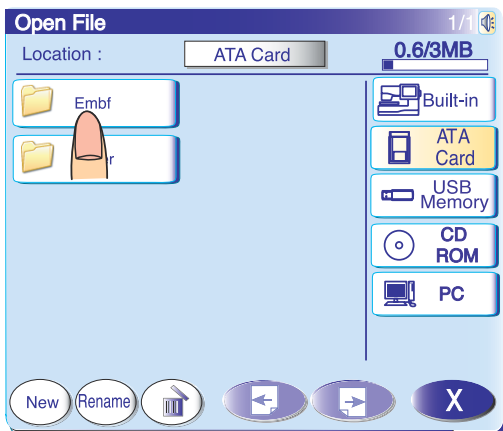 Open File
1/1
Location :
ATA Card
0.6/3MB
Embf
Built-in
ATA
Card
USB
Memory
CD
ROM
PC
New
Rename
X